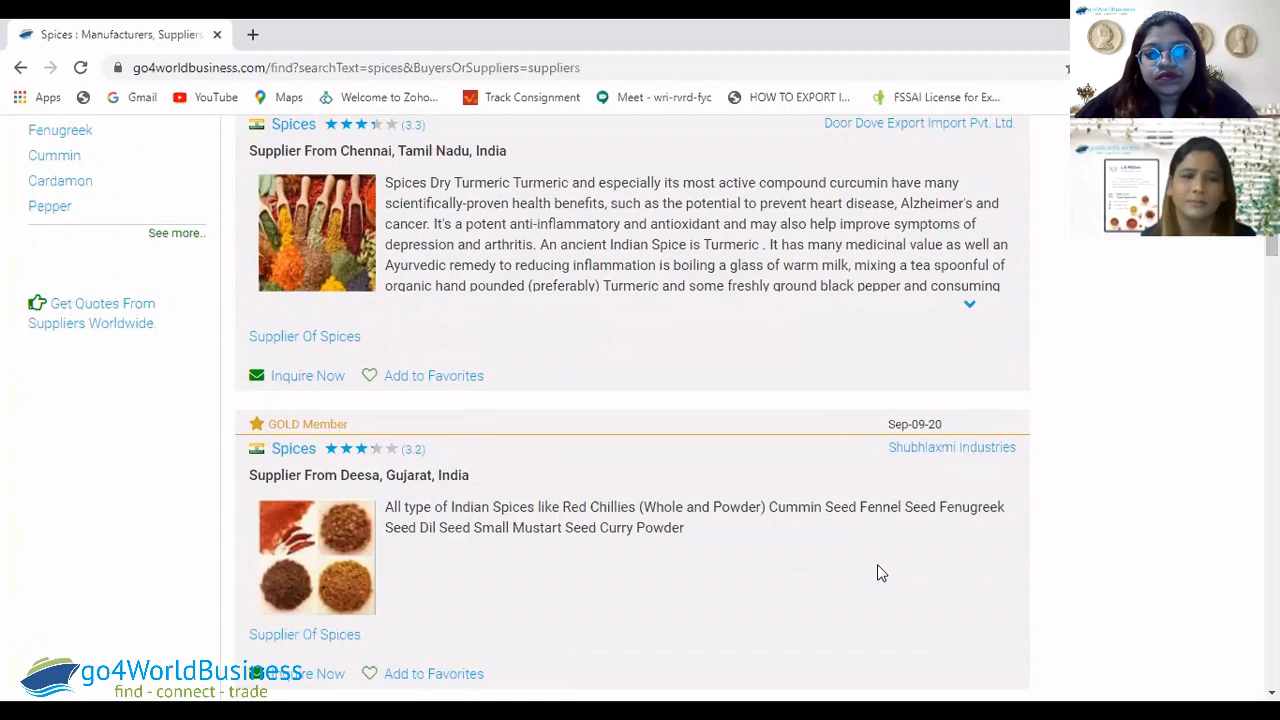 Spices : Manufacturers, Suppliers
go4worldbusiness.com/find?searchText=spices&BuyersOrSuppliers=suppliers
Apps
Gmail
YouTube
Maps
Welcome to Zoho...
Track Consignment
Meet - wri-rvrd-fyc
HOW TO EXPORT I...
FSSAI License for Ex...
go4WorldBusiness
Fenugreek
Cummin
Cardamon
Pepper
See more..
Get Quotes From
Suppliers Worldwide.
Spices
Door Dove Export Import Pvt. Ltd.
Supplier From Chennai, Tamil Nadu, India
Spices For Turmeric Turmeric and especially its most active compound curcumin have many
scientifically-proven health benefits, such as the potential to prevent heart disease, Alzheimer's and
cancer. Its a potent anti-inflammatory and antioxidant and may also help improve symptoms of
depression and arthritis. An Ancient Indian Spice is Turmeric . It has many medicinal value as well an
Ayurvedic remedy to reducing inflammation is boiling a glass of warm milk, mixing a tea spoonful of
organic hand pounded (preferably) Turmeric and some freshly ground black pepper and consuming
Supplier Of Spices
Inquire Now
Add to Favorites
GOLD Member
Sep-09-20
Spices
(3.2)
Shubhlaxmi Industries
Supplier From Deesa, Gujarat, India
All type of Indian Spices like Red Chillies (Whole and Powder) Cummin Seed Fennel Seed Fenugreek
Seed Dil Seed Small Mustart Seed Curry Powder
Supplier Of Spices
Inquire Now
Add to Favorites
go4WorldBusiness
find - connect - trade